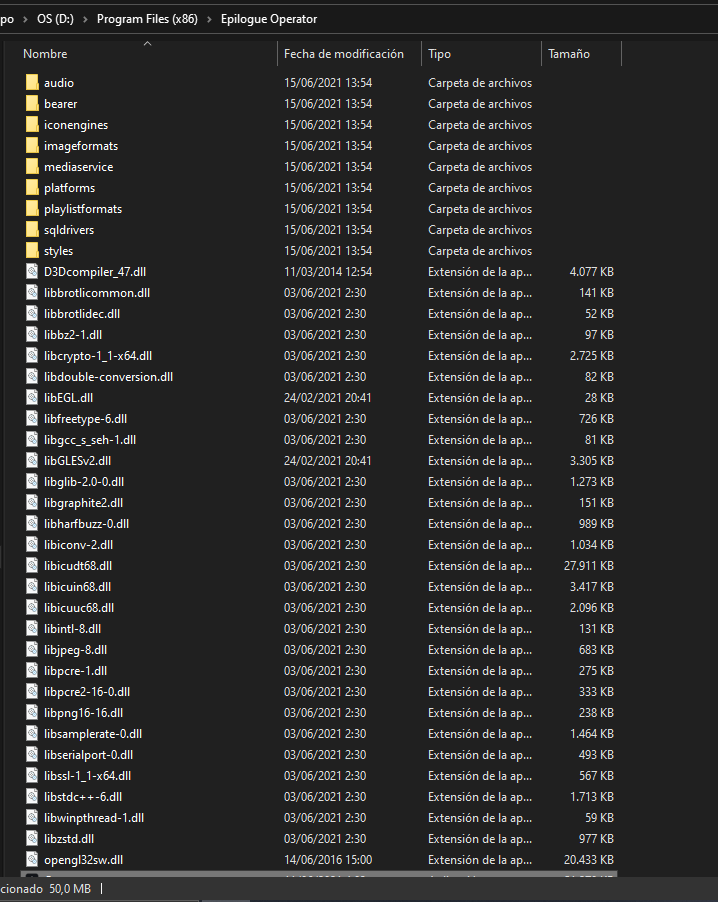 po > OS (D:) > Program Files (x86) > Epilogue Operator
Nombre Fecha de modificación Tipo Tamaño
audio 15/06/2021 13:54 Carpeta de archivos
bearer 15/06/2021 13:54 Carpeta de archivos
iconengines 15/06/2021 13:54 Carpeta de archivos
imageformats 15/06/2021 13:54 Carpeta de archivos
mediaservice 15/06/2021 13:54 Carpeta de archivos
platforms 15/06/2021 13:54 Carpeta de archivos
playlistformats 15/06/2021 13:54 Carpeta de archivos
sqldrivers 15/06/2021 13:54 Carpeta de archivos
styles 15/06/2021 13:54 Carpeta de archivos
D3Dcompiler_47.dll 11/03/2014 12:54 Extensión de la ap... 4.077 KB
libbrotlicommon.dll 03/06/2021 2:30 Extensión de la ap... 141 KB
libbrotlidec.dll 03/06/2021 2:30 Extensión de la ap... 52 KB
libbz2-1.dll 03/06/2021 2:30 Extensión de la ap... 97 KB
libcrypto-1_1-x64.dll 03/06/2021 2:30 Extensión de la ap... 2.725 KB
libdouble-conversion.dll 03/06/2021 2:30 Extensión de la ap... 82 KB
libEGL.dll 24/02/2021 20:41 Extensión de la ap... 28 KB
libfreetype-6.dll 03/06/2021 2:30 Extensión de la ap... 726 KB
libgcc_s_seh-1.dll 03/06/2021 2:30 Extensión de la ap... 81 KB
libGLESv2.dll 24/02/2021 20:41 Extensión de la ap... 3.305 KB
libglib-2.0-0.dll 03/06/2021 2:30 Extensión de la ap... 1.273 KB
libgraphite2.dll 03/06/2021 2:30 Extensión de la ap... 151 KB
libharfbuzz-0.dll 03/06/2021 2:30 Extensión de la ap... 989 KB
libiconv-2.dll 03/06/2021 2:30 Extensión de la ap... 1.034 KB
libicudt68.dll 03/06/2021 2:30 Extensión de la ap... 27.911 KB
libicuin68.dll 03/06/2021 2:30 Extensión de la ap... 3.417 KB
libicuuc68.dll 03/06/2021 2:30 Extensión de la ap... 2.096 KB
libintl-8.dll 03/06/2021 2:30 Extensión de la ap... 131 KB
libjpeg-8.dll 03/06/2021 2:30 Extensión de la ap... 683 KB
libpcre-1.dll 03/06/2021 2:30 Extensión de la ap... 275 KB
libpcre2-16-0.dll 03/06/2021 2:30 Extensión de la ap... 333 KB
libpng16-16.dll 03/06/2021 2:30 Extensión de la ap... 238 KB
libsamplerate-0.dll 03/06/2021 2:30 Extensión de la ap... 1.464 KB
libserialport-0.dll 03/06/2021 2:30 Extensión de la ap... 493 KB
libssl-1_1-x64.dll 03/06/2021 2:30 Extensión de la ap... 567 KB
libstdc++-6.dll 03/06/2021 2:30 Extensión de la ap... 1.713 KB
libwinpthread-1.dll 03/06/2021 2:30 Extensión de la ap... 59 KB
libzstd.dll 03/06/2021 2:30 Extensión de la ap... 977 KB
opengl32sw.dll 14/06/2016 15:00 Extensión de la ap... 20.433 KB
cionado 50,0 MB